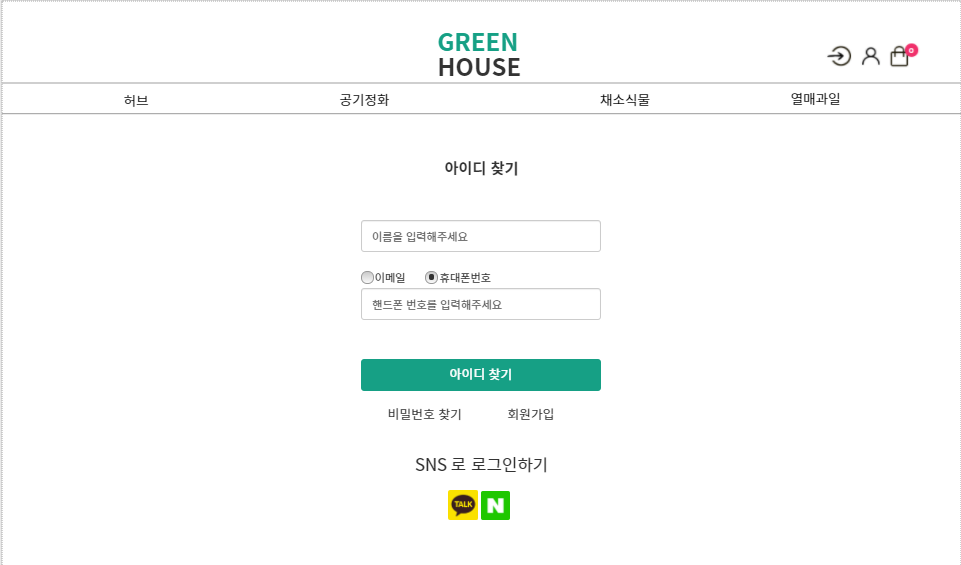 GREEN
HOUSE
0
허브 공기정화 채소식물 열매과일
아이디 찾기
이름을 입력해주세요
이메일 휴대폰번호
핸드폰 번호를 입력해주세요
아이디 찾기
비밀번호 찾기 회원가입
SNS 로 로그인하기
TALK N